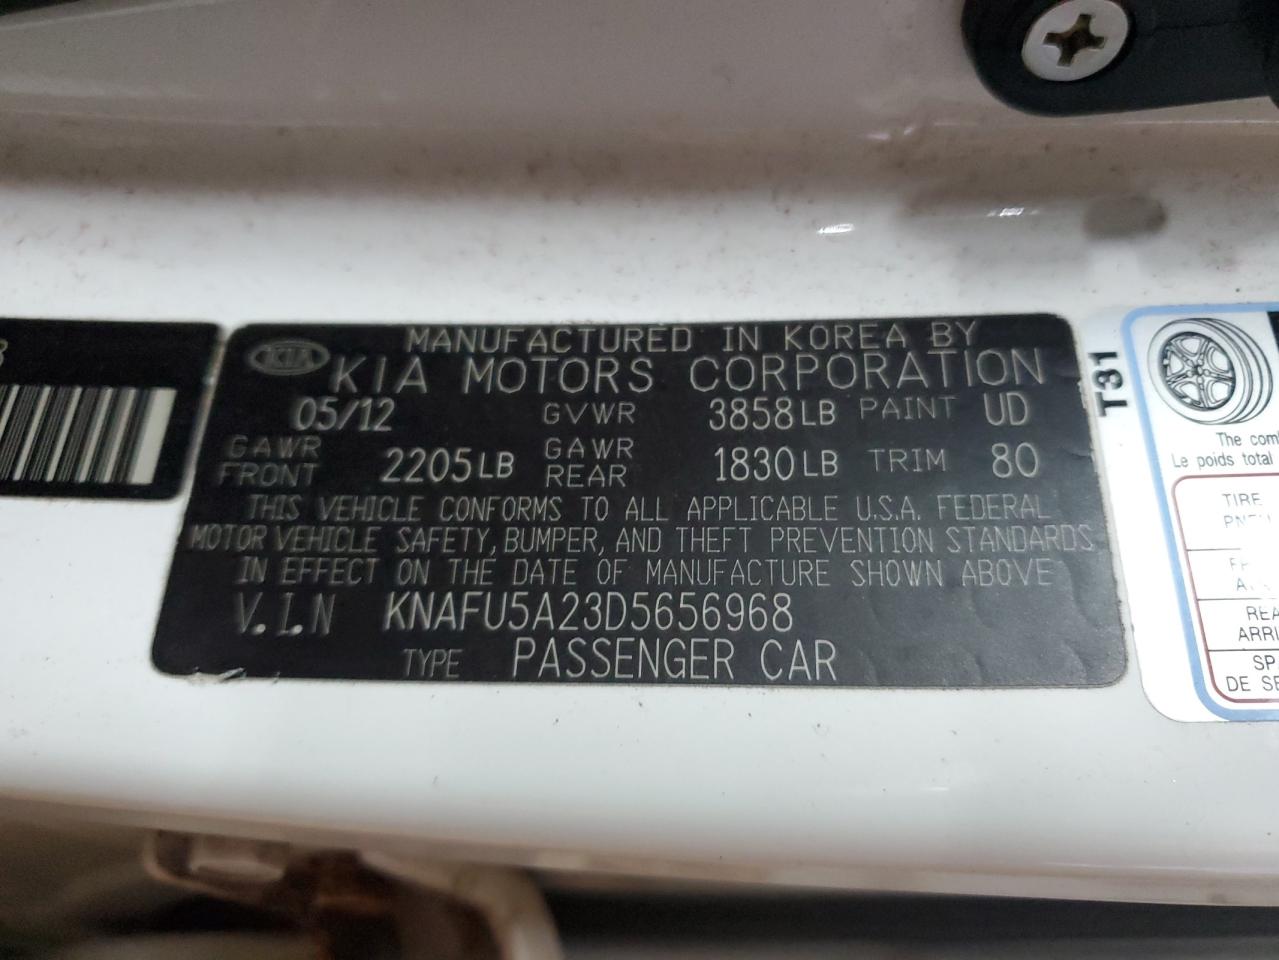 8
KIA
MANUFACTURED IN KOREA BY
KIA MOTORS CORPORATION
05/12 GVWR 3858LB PAINT UD
GAWR FRONT 2205LB GAWR REAR 1830LB TRIM 80
THIS VEHICLE CONFORMS TO ALL APPLICABLE U.S.A. FEDERAL
MOTOR VEHICLE SAFETY, BUMPER, AND THEFT PREVENTION STANDARDS
IN EFFECT ON THE DATE OF MANUFACTURE SHOWN ABOVE
V.I.N KNAFU5A23D5656968
TYPE PASSENGER CAR
T31
The com
Le poids total
TIRE
REA
ARRI
SP
DE SE